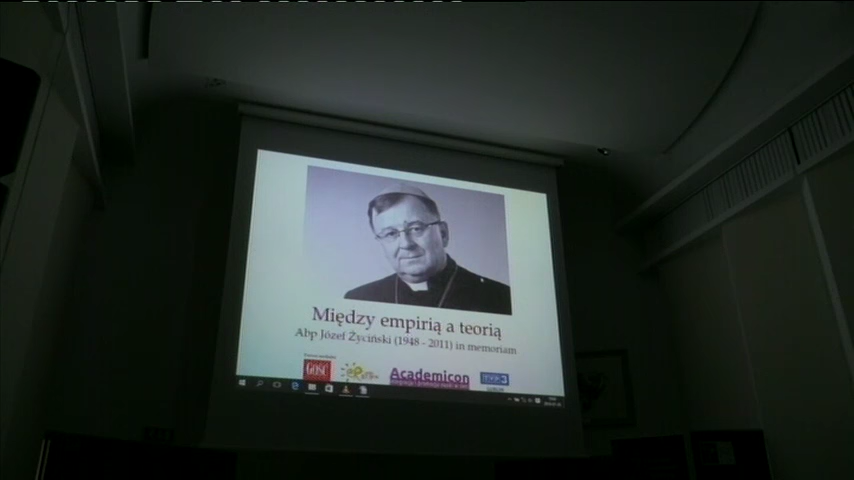 Między empirią a teorią
Abp Józef Życiński (1948 - 2011) in memoriam
GOŚĆ
Academicon